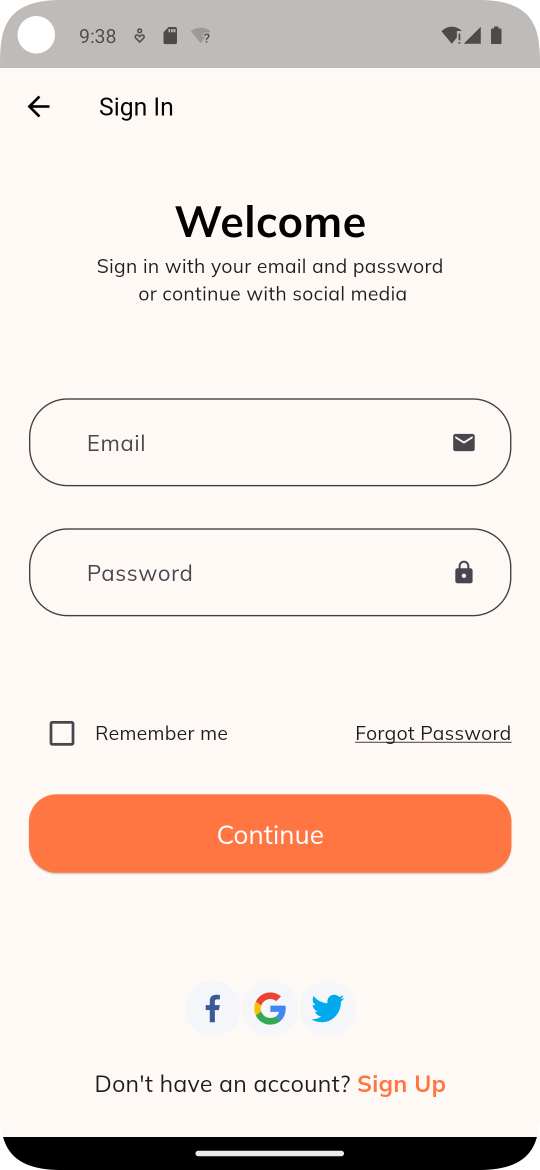 9:38
Sign In
Welcome
Sign in with your email and password
or continue with social media
Email
Password
Remember me
Forgot Password
Continue
Don't have an account? Sign Up